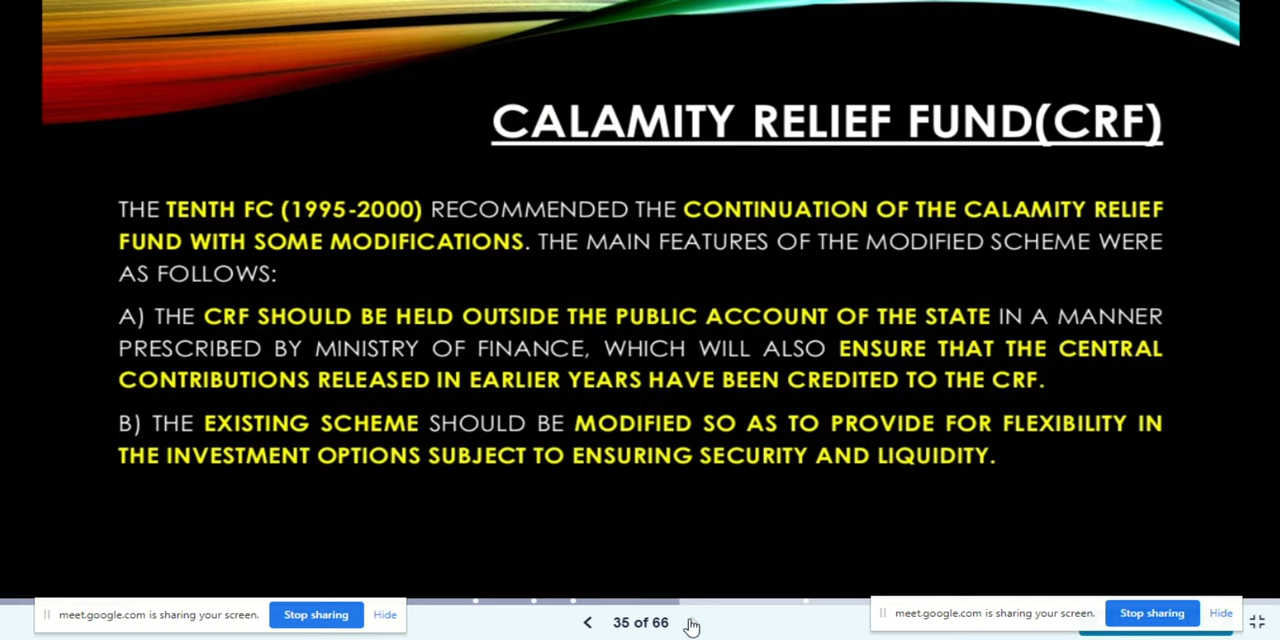 CALAMITY RELIEF FUND(CRF)
THE TENTH FC (1995-2000) RECOMMENDED THE CONTINUATION OF THE CALAMITY RELIEF
FUND WITH SOME MODIFICATIONS. THE MAIN FEATURES OF THE MODIFIED SCHEME WERE
AS FOLLOWS:
A) THE CRF SHOULD BE HELD OUTSIDE THE PUBLIC ACCOUNT OF THE STATE IN A MANNER
PRESCRIBED BY MINISTRY OF FINANCE, WHICH WILL ALSO ENSURE THAT THE CENTRAL
CONTRIBUTIONS RELEASED IN EARLIER YEARS HAVE BEEN CREDITED TO THE CRF.
B) THE EXISTING SCHEME SHOULD BE MODIFIED SO AS TO PROVIDE FOR FLEXIBILITY IN
THE INVESTMENT OPTIONS SUBJECT TO ENSURING SECURITY AND LIQUIDITY.
meet.google.com is sharing your screen. Stop sharing Hide
35 of 66
meet.google.com is sharing your screen. Stop sharing Hide